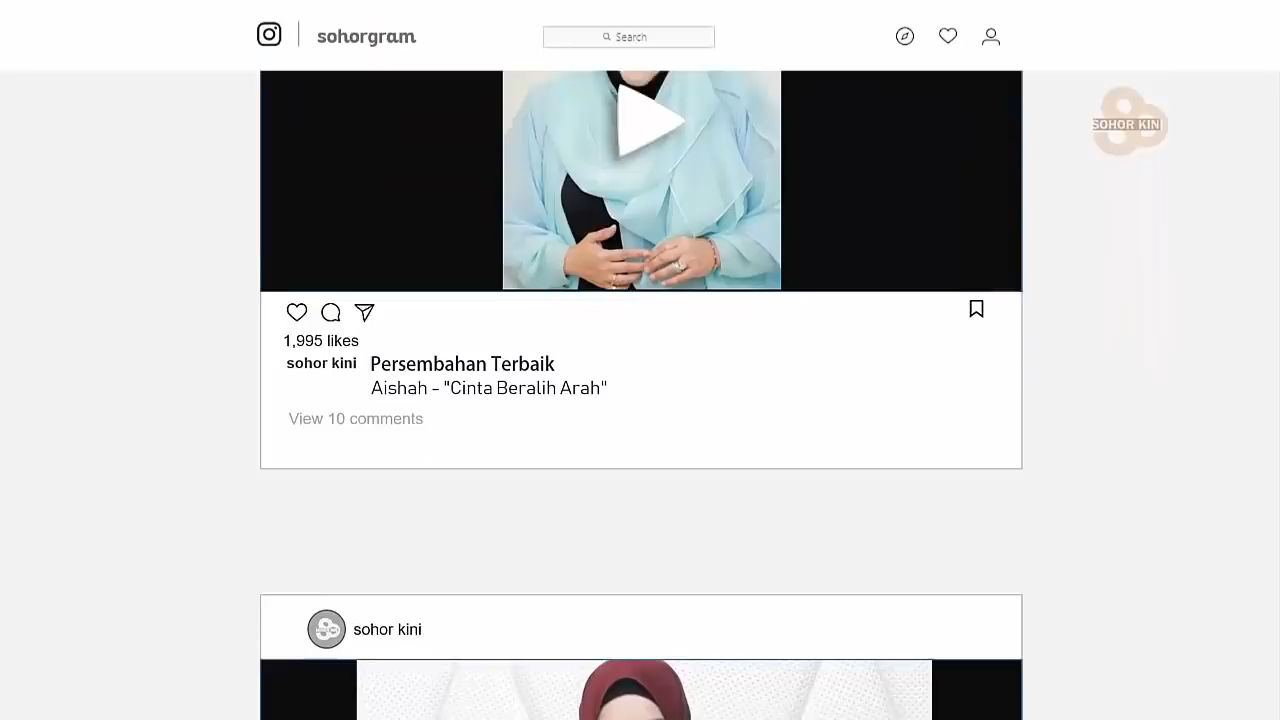 sohorgram
Search
SOHOR KINI
1,995 likes
sohor kini Persembahan Terbaik
Aishah - "Cinta Beralih Arah"
View 10 comments
sohor kini